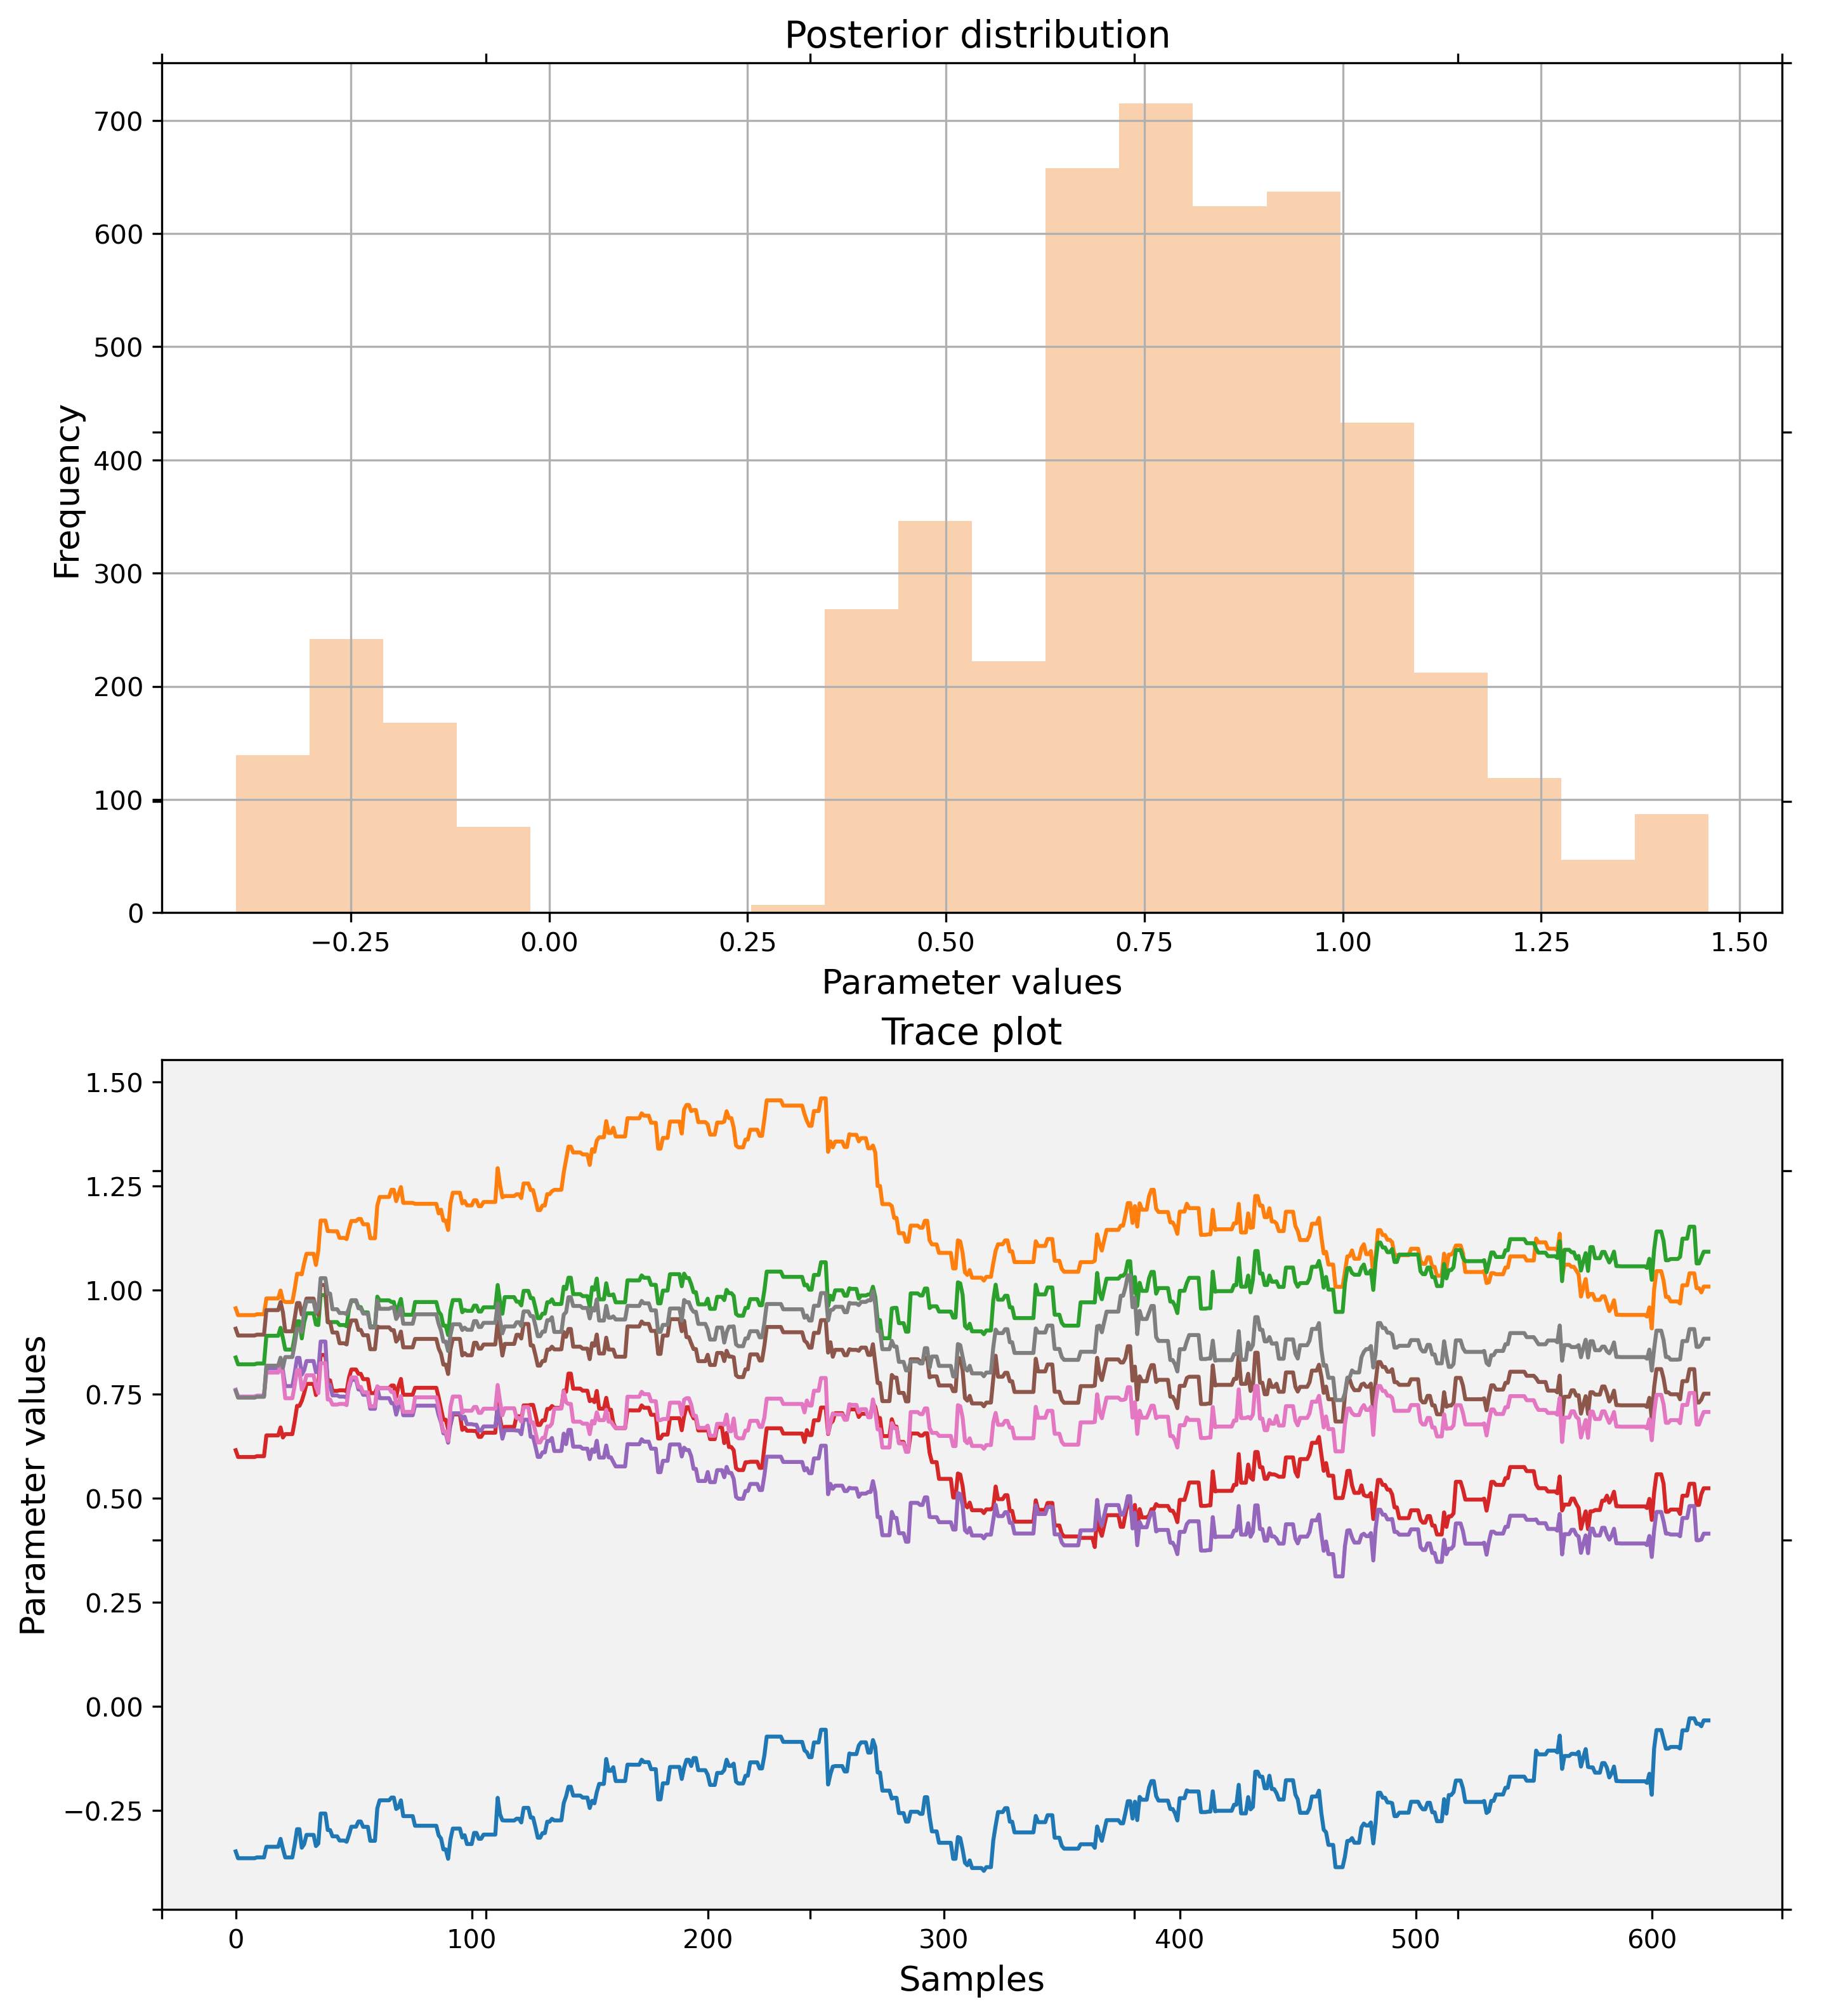 Posterior distribution
700
600
500
400
300
200
100
0
Frequency
−0.25 0.00 0.25 0.50 0.75 1.00 1.25 1.50
Parameter values
Trace plot
1.50
1.25
1.00
0.75
0.50
0.25
0.00
−0.25
Parameter values
0 100 200 300 400 500 600
Samples